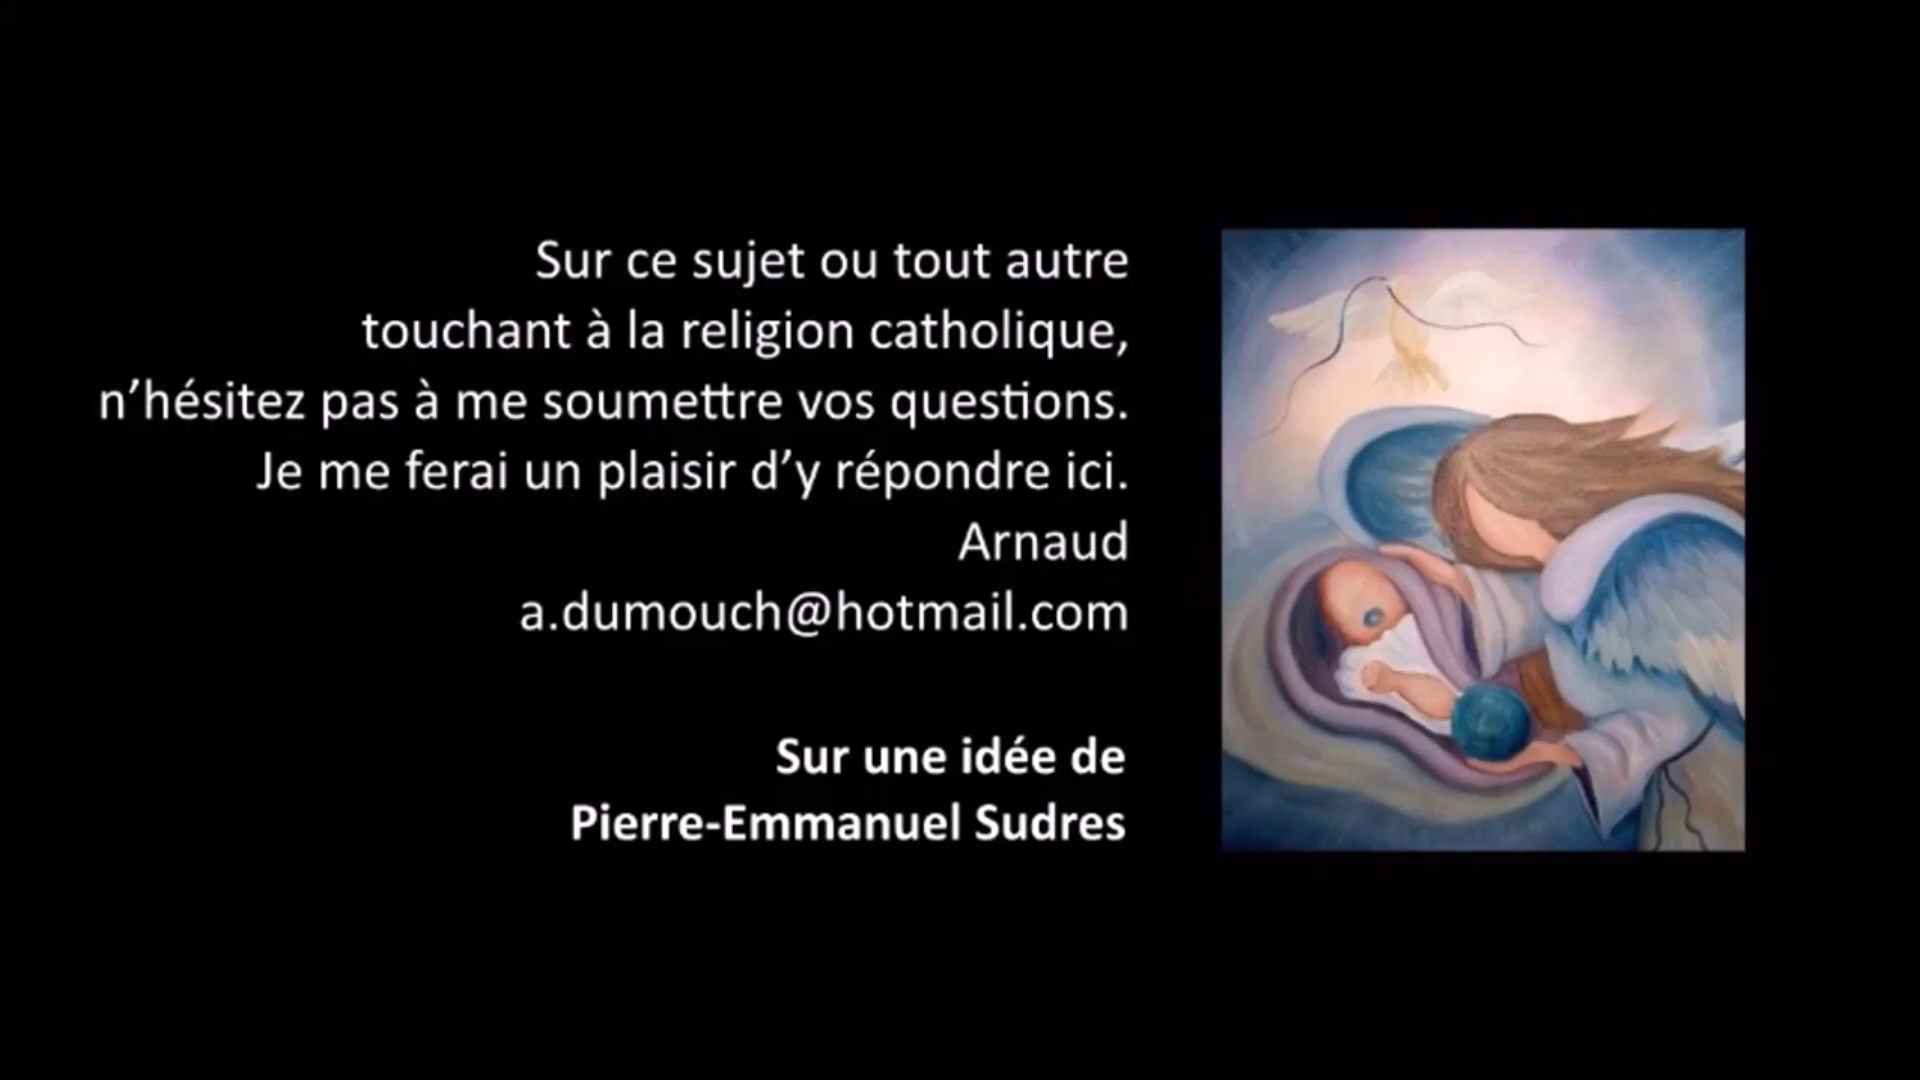 Sur ce sujet ou tout autre
touchant à la religion catholique,
n’hésitez pas à me soumettre vos questions.
Je me ferai un plaisir d’y répondre ici.
Arnaud
a.dumouch@hotmail.com
Sur une idée de
Pierre-Emmanuel Sudres